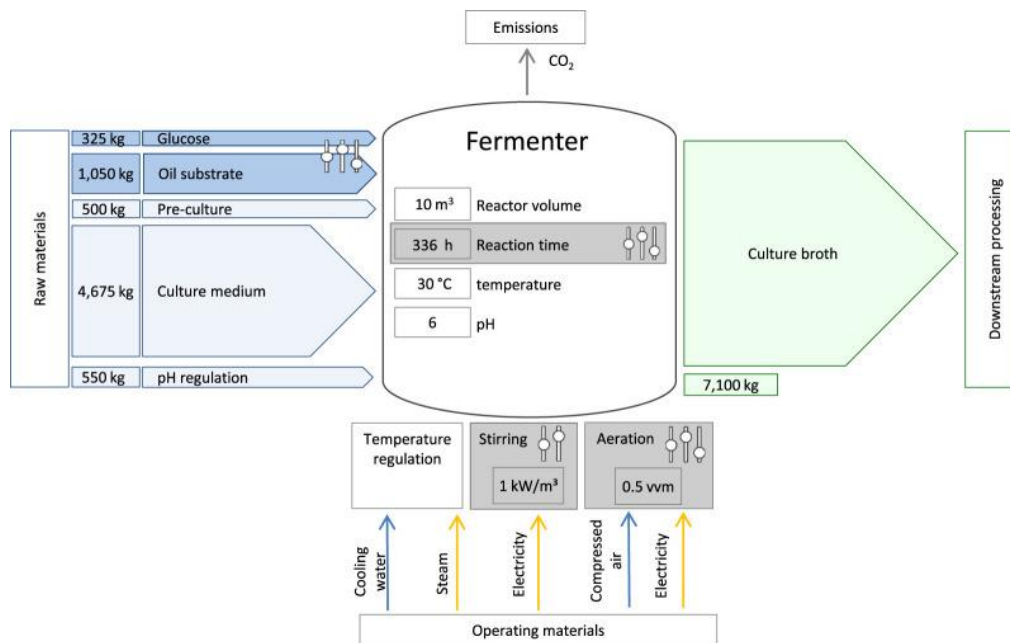 Emissions
CO₂
Raw materials
325 kg Glucose
1,050 kg Oil substrate
500 kg Pre-culture
4,675 kg Culture medium
550 kg pH regulation
Fermenter
10 m³ Reactor volume
336 h Reaction time
30 °C temperature
6 pH
Culture broth
7,100 kg
Downstream processing
Temperature
regulation
Stirring
1 kW/m³
Aeration
0.5 vvm
Cooling
water
Steam
Electricity
Compressed
air
Electricity
Operating materials